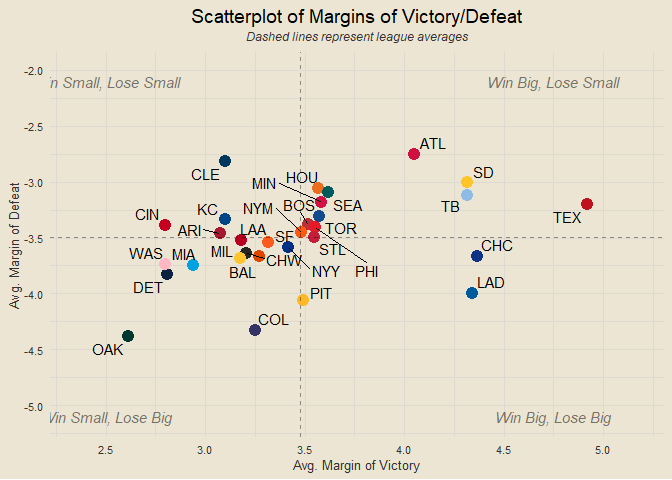 Scatterplot of Margins of Victory/Defeat
Dashed lines represent league averages
Avg. Margin of Defeat
-2.0
-2.5
-3.0
-3.5
-4.0
-4.5
-5.0
n Small, Lose Small
Win Big, Lose Small
ATL
CLE
MIN
HOU
SD
TB
TEX
CIN
KC
NYM
BOS
SEA
ARI
LAA
SF
TOR
STL
WAS
MIA
MIL
CHW
NYY
PHI
CHC
DET
BAL
PIT
LAD
COL
OAK
Win Small, Lose Big
Win Big, Lose Big
2.5
3.0
3.5
4.0
4.5
5.0
Avg. Margin of Victory